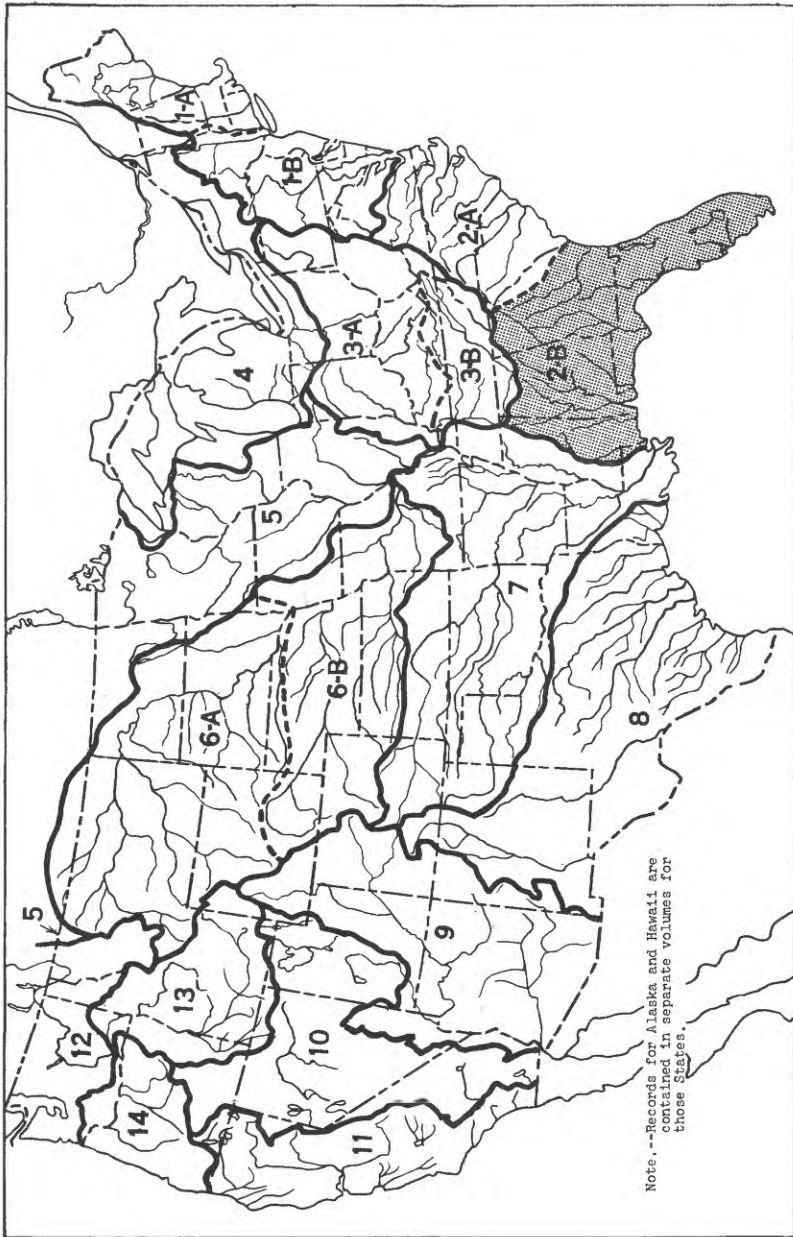 1-A
1-B
2-A
2-B
3-A
3-B
4
5
5
6-A
6-B
7
8
9
10
11
12
13
14
Note.--Records for Alaska and Hawaii are
contained in separate volumes for
those States.